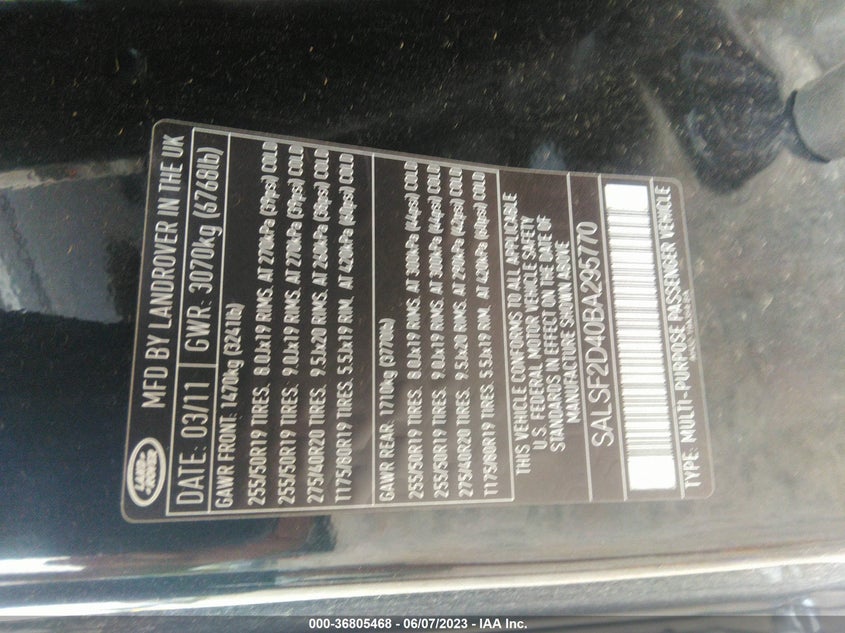 LAND-
ROVER
MFD BY LANDROVER IN THE UK
DATE: 03/11 GWR: 3070kg (6768lb)
GAWR FRONT: 1470kg (3241lb)
255/50R19 TIRES. 8.0Jx19 RIMS. AT 270kPa (39psi) COLD
255/50R19 TIRES. 9.0Jx19 RIMS. AT 270kPa (39psi) COLD
275/40R20 TIRES. 9.5Jx20 RIMS. AT 260kPa (38psi) COLD
T175/80R19 TIRES. 5.5Jx19 RIM. AT 420kPa (60psi) COLD
GAWR REAR. 1710kg (3770lb)
255/50R19 TIRES. 8.0Jx19 RIMS. AT 300kPa (44psi) COLD
255/50R19 TIRES. 9.0Jx19 RIMS. AT 300kPa (44psi) COLD
275/40R20 TIRES. 9.5Jx20 RIMS. AT 290kPa (42psi) COLD
T175/80R19 TIRES. 5.5Jx19 RIM. AT 420kPa (60psi) COLD
THIS VEHICLE CONFORMS TO ALL APPLICABLE
U.S. FEDERAL MOTOR VEHICLE SAFETY
STANDARDS IN EFFECT ON THE DATE OF
MANUFACTURE SHOWN ABOVE
SALSF2D40BA295770
TYPE: MULTI-PURPOSE PASSENGER VEHICLE
000-36805468 - 06/07/2023 - IAA Inc.